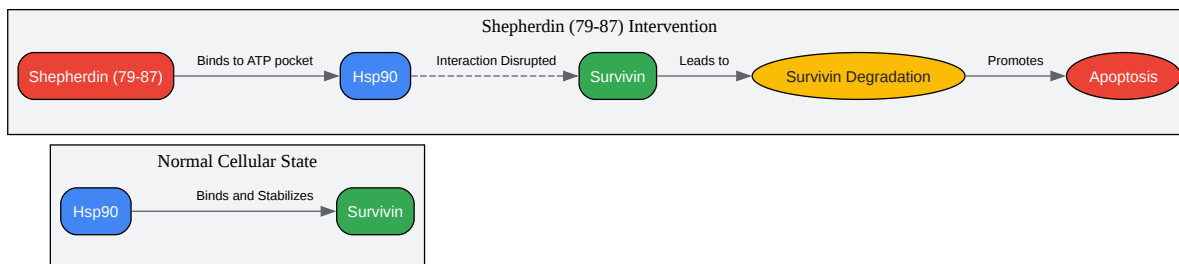 Shepherdin (79-87) Intervention
Shepherdin (79-87)
Binds to ATP pocket
Hsp90
Interaction Disrupted
Survivin
Leads to
Survivin Degradation
Promotes
Apoptosis
Normal Cellular State
Hsp90
Binds and Stabilizes
Survivin